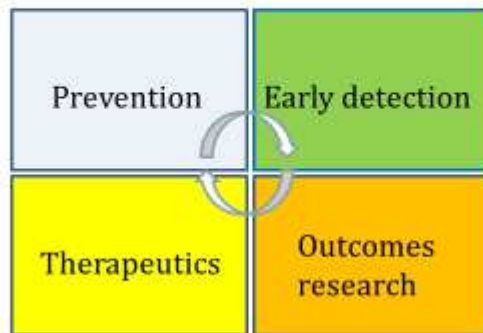 Prevention
Early detection
Therapeutics
Outcomes
research